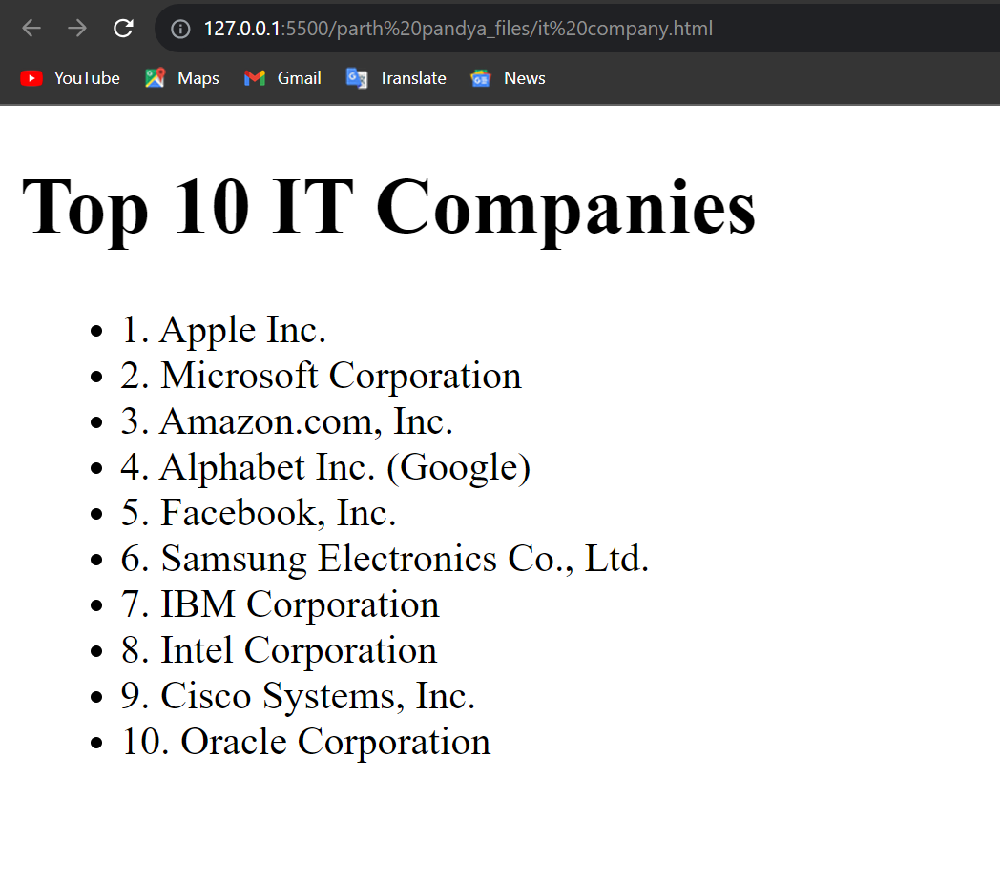 127.0.0.1:5500/parth%20pandya_files/it%20company.html
YouTube Maps Gmail Translate News
Top 10 IT Companies
• 1. Apple Inc.
• 2. Microsoft Corporation
• 3. Amazon.com, Inc.
• 4. Alphabet Inc. (Google)
• 5. Facebook, Inc.
• 6. Samsung Electronics Co., Ltd.
• 7. IBM Corporation
• 8. Intel Corporation
• 9. Cisco Systems, Inc.
• 10. Oracle Corporation